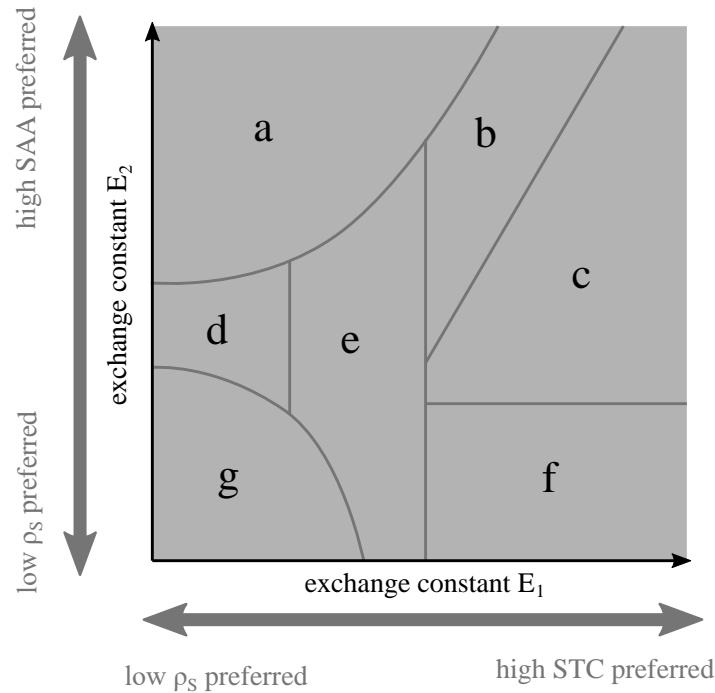 high SAA preferred
low ρS preferred
exchange constant E2
a
b
c
d
e
f
g
exchange constant E1
low ρS preferred
high STC preferred